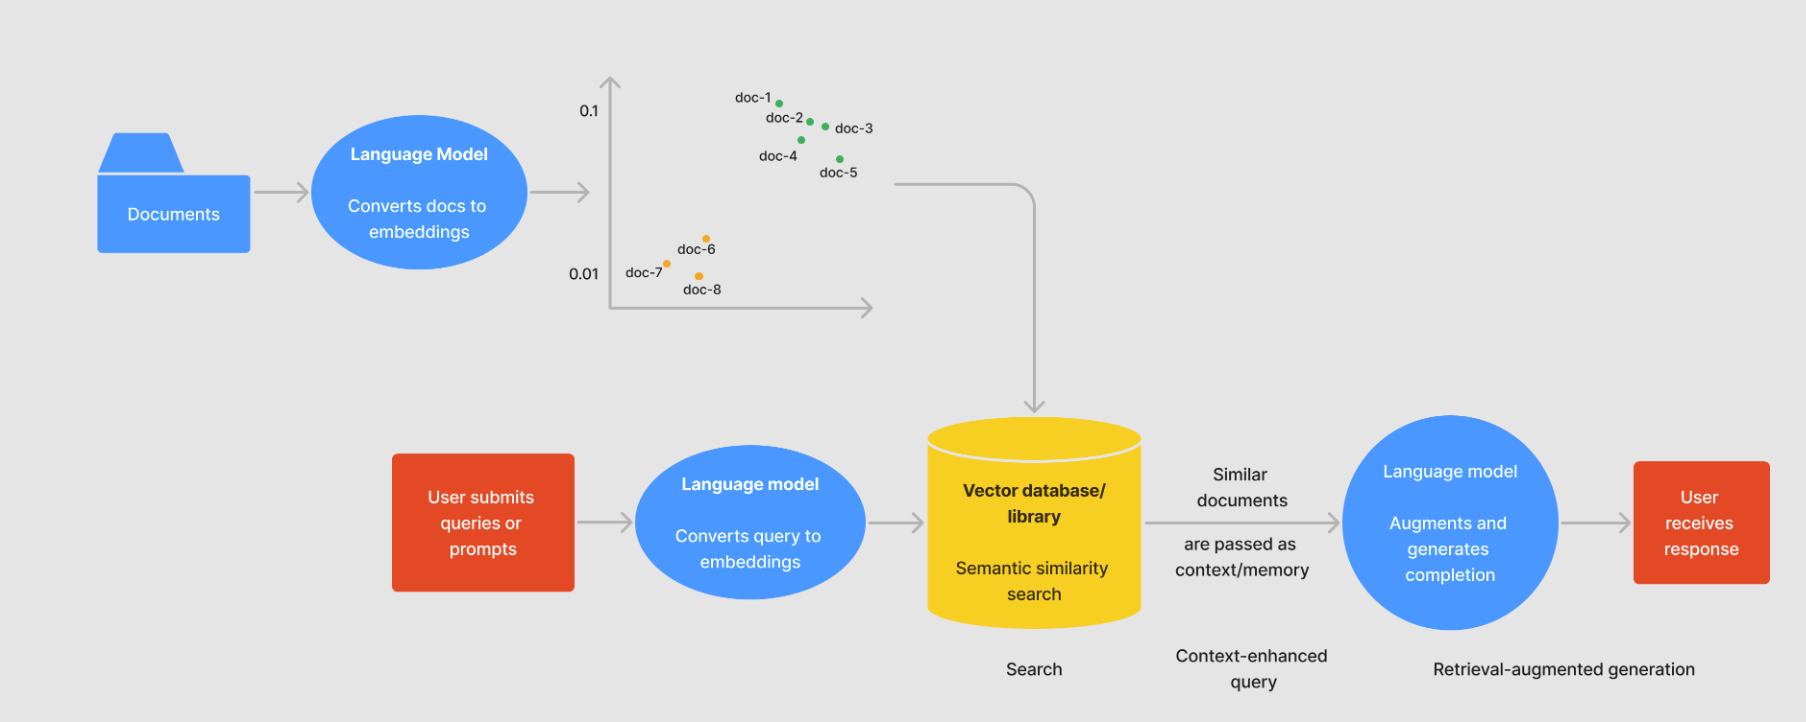 Documents
Language Model
Converts docs to
embeddings
0.1
0.01
doc-1
doc-2
doc-3
doc-4
doc-5
doc-6
doc-7
doc-8
User submits
queries or
prompts
Language model
Converts query to
embeddings
Vector database/
library
Semantic similarity
search
Similar
documents
are passed as
context/memory
Language model
Augments and
generates
completion
User
receives
response
Search
Context-enhanced
query
Retrieval-augmented generation